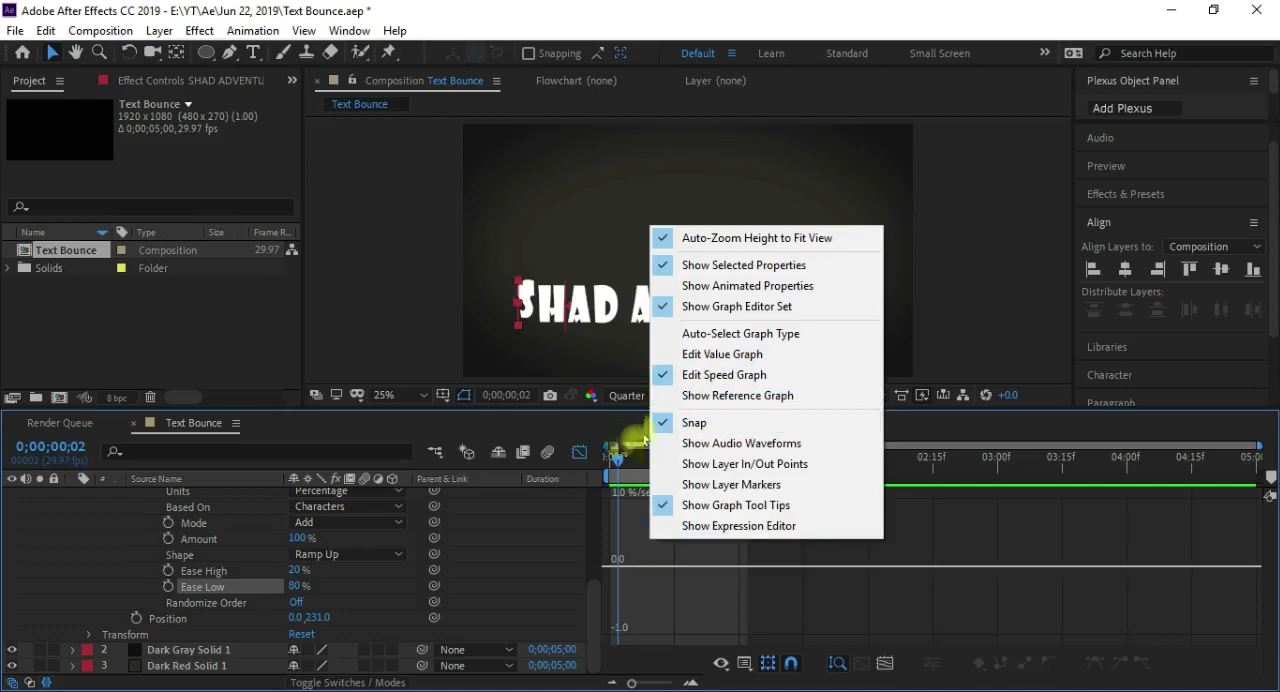 Adobe After Effects CC 2019 - E:\YT\Ae\Jun 22, 2019\Text Bounce.aep *
File Edit Composition Layer Effect Animation View Window Help
Snapping Default Learn Standard Small Screen Search Help
Project Effect Controls SHAD ADVENTU Composition Text Bounce Flowchart (none) Layer (none) Plexus Object Panel
Text Bounce
1920 x 1080 (480 x 270) (1.00)
Δ 0;00;05;00, 29.97 fps
Text Bounce
Add Plexus
Audio
Preview
Effects & Presets
Align
Name Type Size Frame R...
Text Bounce Composition 29.97
Solids Folder
Align Layers to: Composition
Distribute Layers:
Libraries
Character
Paragraph
SHAD A
Auto-Zoom Height to Fit View
Show Selected Properties
Show Animated Properties
Show Graph Editor Set
Auto-Select Graph Type
Edit Value Graph
Edit Speed Graph
Show Reference Graph
Snap
Show Audio Waveforms
Show Layer In/Out Points
Show Layer Markers
Show Graph Tool Tips
Show Expression Editor
8 bpc 25% 0;00;00;02 Quarter +0.0
Render Queue Text Bounce
0;00;00;02
00002 (29.97 fps)
02:15f 03:00f 03:15f 04:00f 04:15f 05:0
# Source Name Parent & Link Duration
Units Percentage
Based On Characters
Mode Add
Amount 100%
Shape Ramp Up
Ease High 20%
Ease Low 80%
Randomize Order Off
Position 0.0,231.0
Transform Reset
2 Dark Gray Solid 1 None 0;00;05;00
3 Dark Red Solid 1 None 0;00;05;00
Toggle Switches / Modes
1.0 %/se
0.0
-1.0